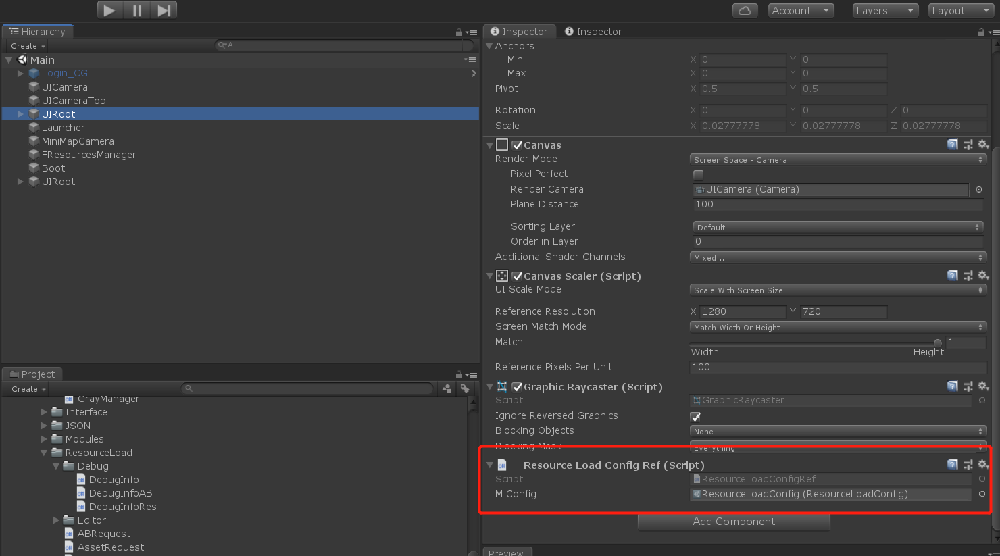 Account
Layers
Layout
Hierarchy
Create
All
Main
Login_CG
UICamera
UICameraTop
UIRoot
Launcher
MiniMapCamera
FResourcesManager
Boot
UIRoot
Project
Create
GrayManager
Interface
JSON
Modules
ResourceLoad
Debug
DebugInfo
DebugInfoAB
DebugInfoRes
Editor
ABRequest
AssetRequest
Inspector
Inspector
Anchors
Min X 0 Y 0
Max X 0 Y 0
Pivot X 0.5 Y 0.5
Rotation X 0 Y 0 Z 0
Scale X 0.02777778 Y 0.02777778 Z 0.02777778
Canvas
Render Mode Screen Space - Camera
Pixel Perfect
Render Camera UICamera (Camera)
Plane Distance 100
Sorting Layer Default
Order in Layer 0
Additional Shader Channels Mixed ...
Canvas Scaler (Script)
UI Scale Mode Scale With Screen Size
Reference Resolution X 1280 Y 720
Screen Match Mode Match Width Or Height
Match 1
Width Height
Reference Pixels Per Unit 100
Graphic Raycaster (Script)
Script GraphicRaycaster
Ignore Reversed Graphics
Blocking Objects None
Blocking Mask Everything
Resource Load Config Ref (Script)
Script ResourceLoadConfigRef
M Config ResourceLoadConfig (ResourceLoadConfig)
Add Component
Preview